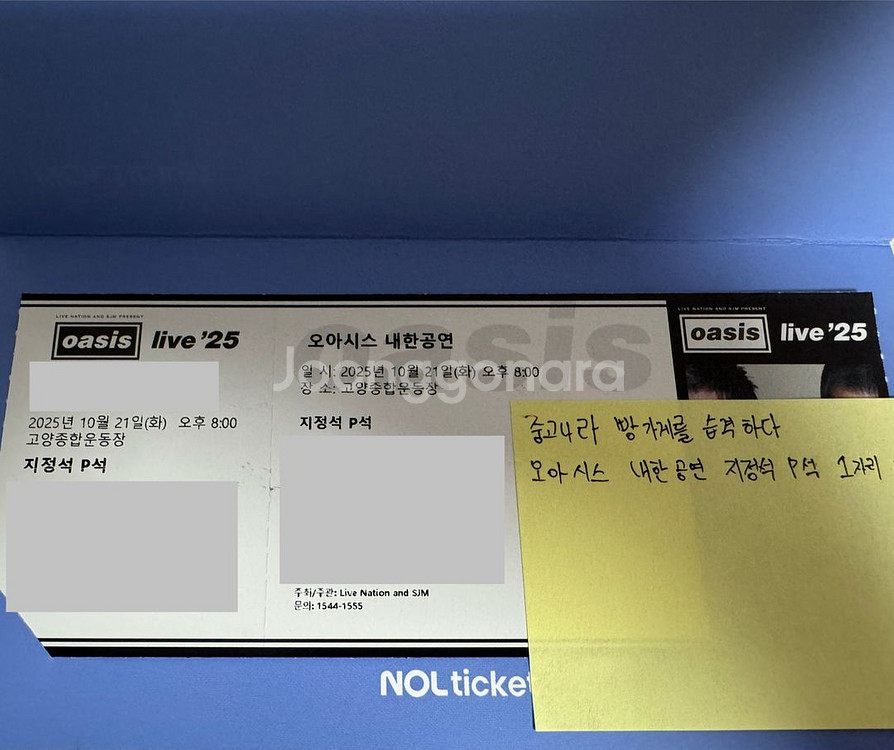 LIVE NATION AND SJM PRESENT
oasis live '25
2025년 10월 21일(화) 오후 8:00
고양종합운동장
지정석 P석
오아시스 내한공연
일 시: 2025년 10월 21일(화) 오후 8:00
장 소: 고양종합운동장
지정석 P석
주최/주관: Live Nation and SJM
문의: 1544-1555
oasis
Joonggonara
LIVE NATION AND SJM PRESENT
oasis live '25
중고나라 빵가게를 습격하다
오아시스 내한공연 지정석 P석 1자리
NOL ticket